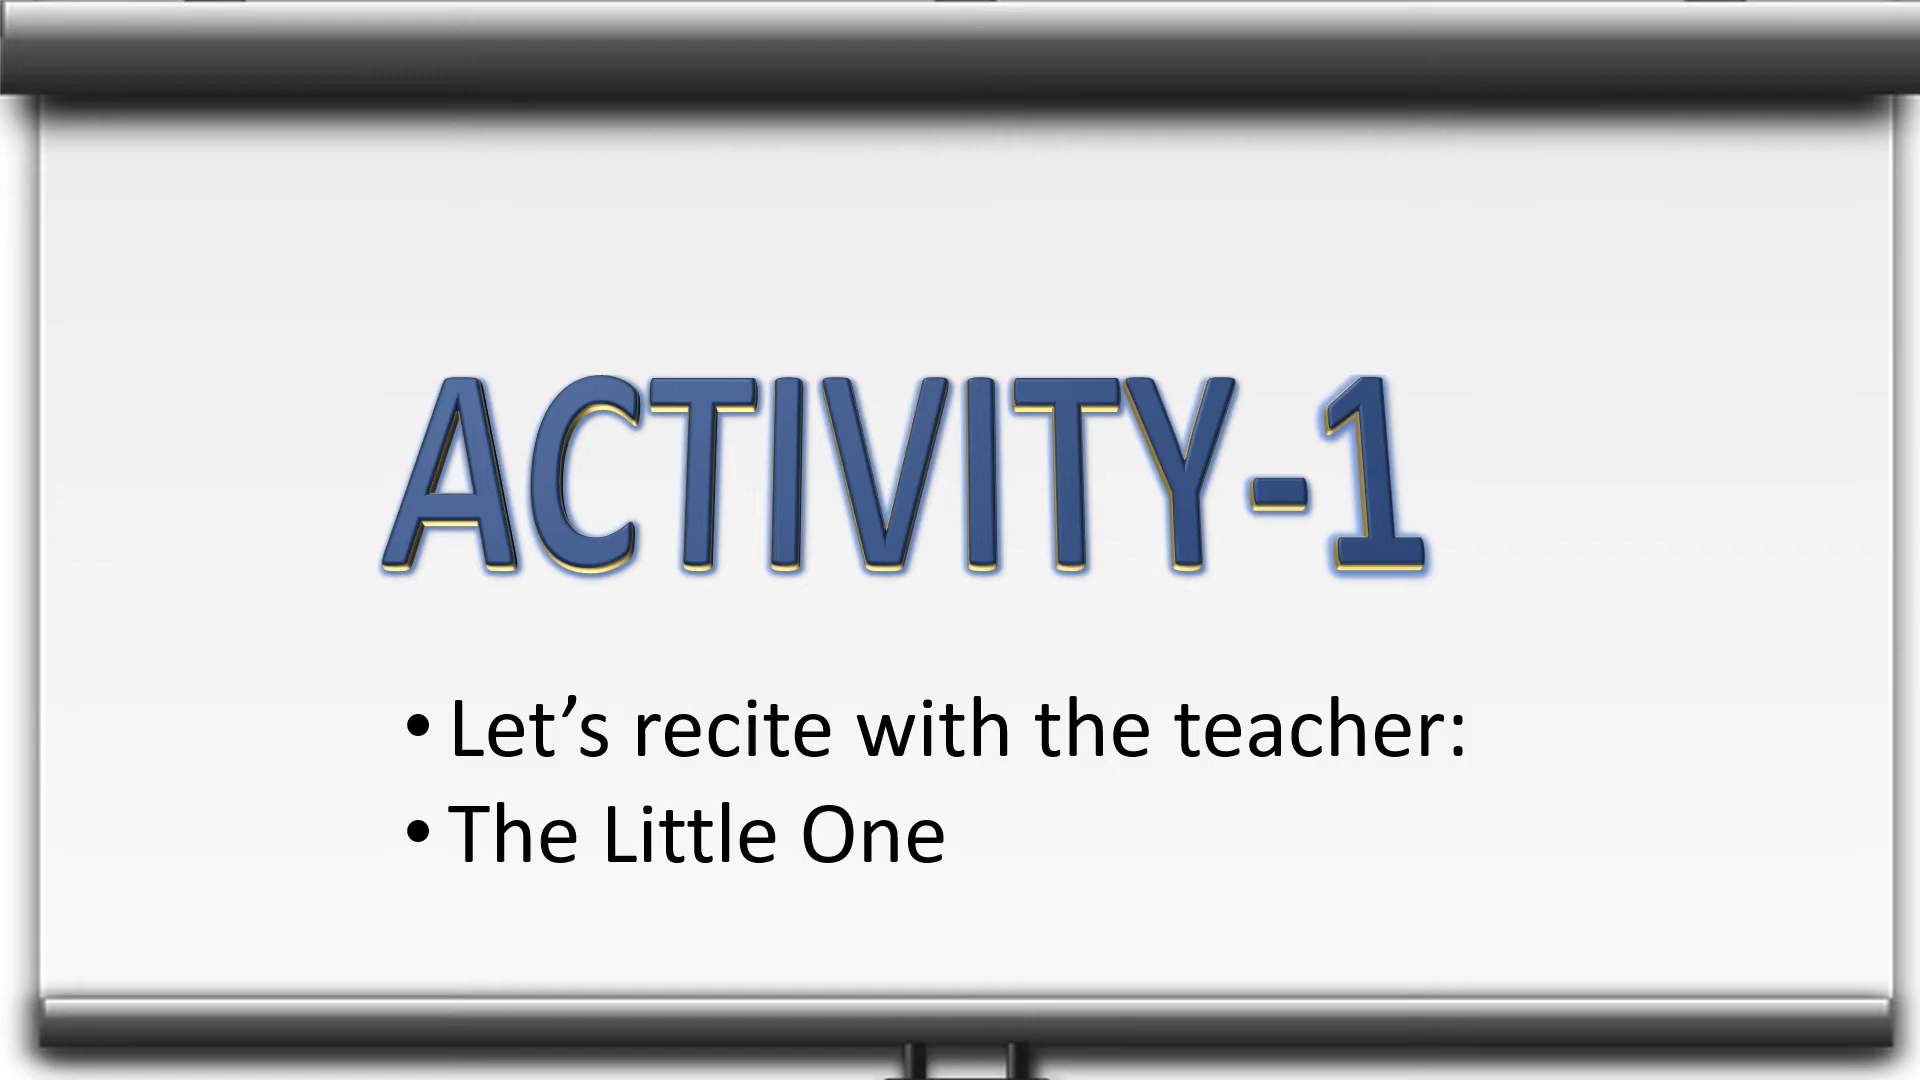 ACTIVITY-1
• Let’s recite with the teacher:
• The Little One